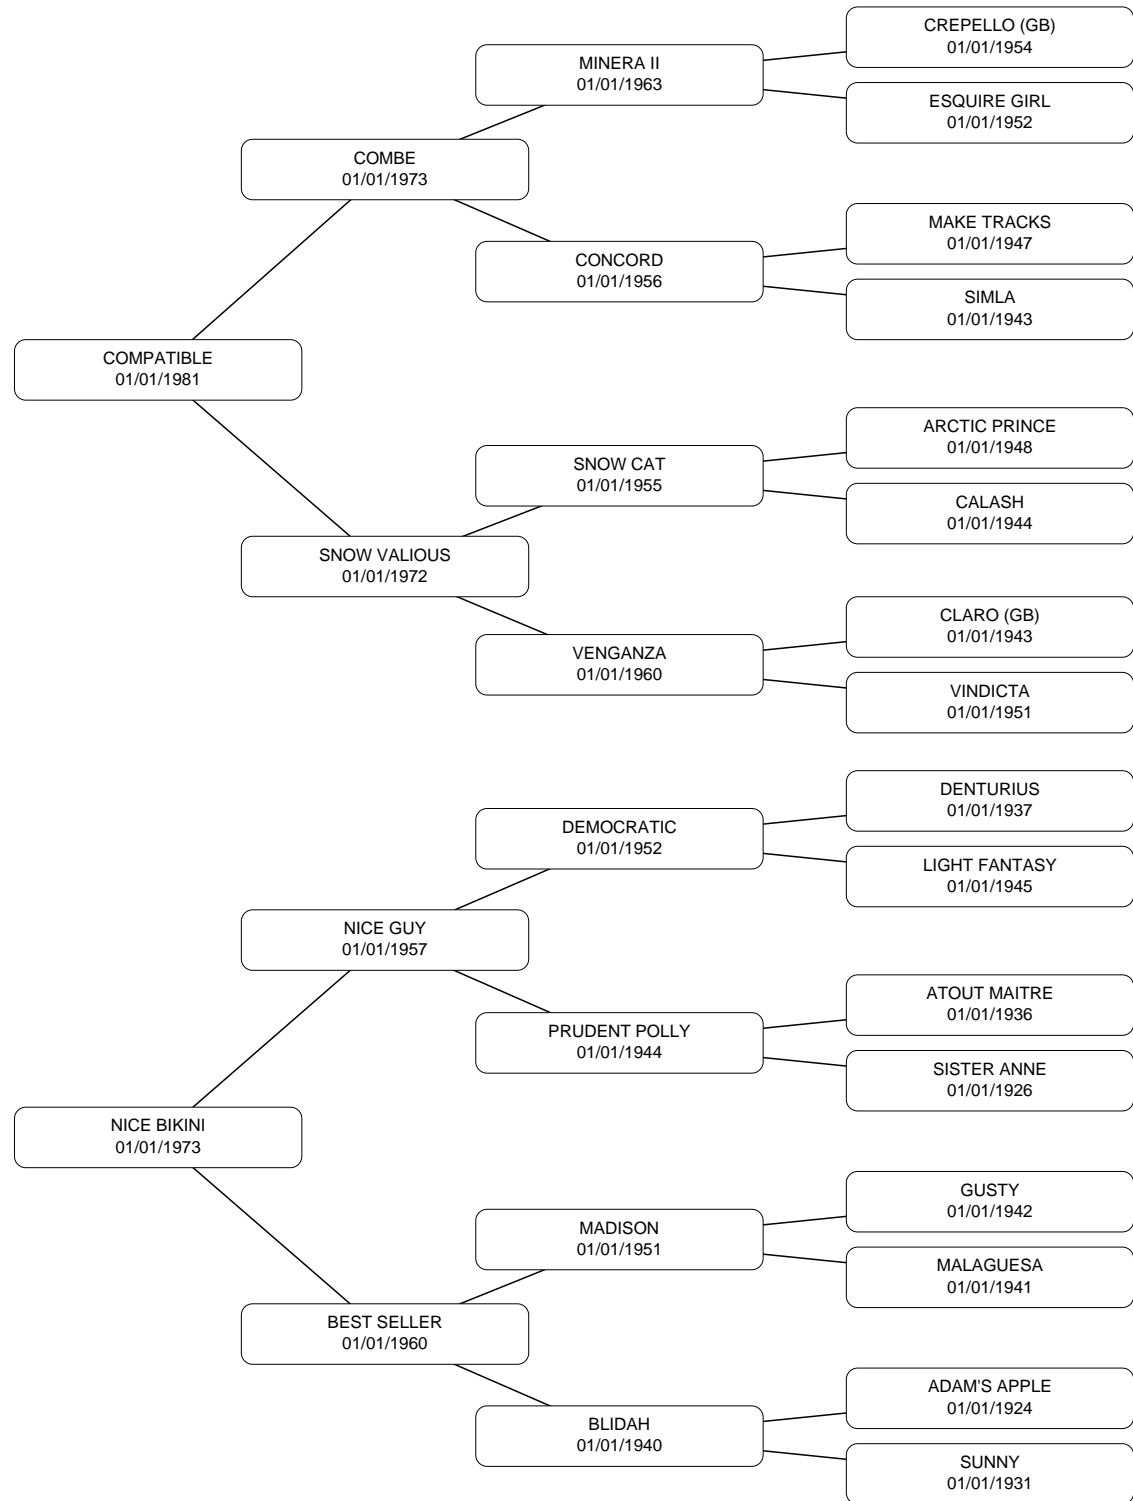 CREPELLO (GB)
01/01/1954
MINERA II
01/01/1963
ESQUIRE GIRL
01/01/1952
COMBE
01/01/1973
MAKE TRACKS
01/01/1947
CONCORD
01/01/1956
SIMLA
01/01/1943
COMPATIBLE
01/01/1981
ARCTIC PRINCE
01/01/1948
SNOW CAT
01/01/1955
CALASH
01/01/1944
SNOW VALIOUS
01/01/1972
CLARO (GB)
01/01/1943
VENGANZA
01/01/1960
VINDICTA
01/01/1951
DENTURIUS
01/01/1937
DEMOCRATIC
01/01/1952
LIGHT FANTASY
01/01/1945
NICE GUY
01/01/1957
ATOUT MAITRE
01/01/1936
PRUDENT POLLY
01/01/1944
SISTER ANNE
01/01/1926
NICE BIKINI
01/01/1973
GUSTY
01/01/1942
MADISON
01/01/1951
MALAGUESA
01/01/1941
BEST SELLER
01/01/1960
ADAM'S APPLE
01/01/1924
BLIDAH
01/01/1940
SUNNY
01/01/1931